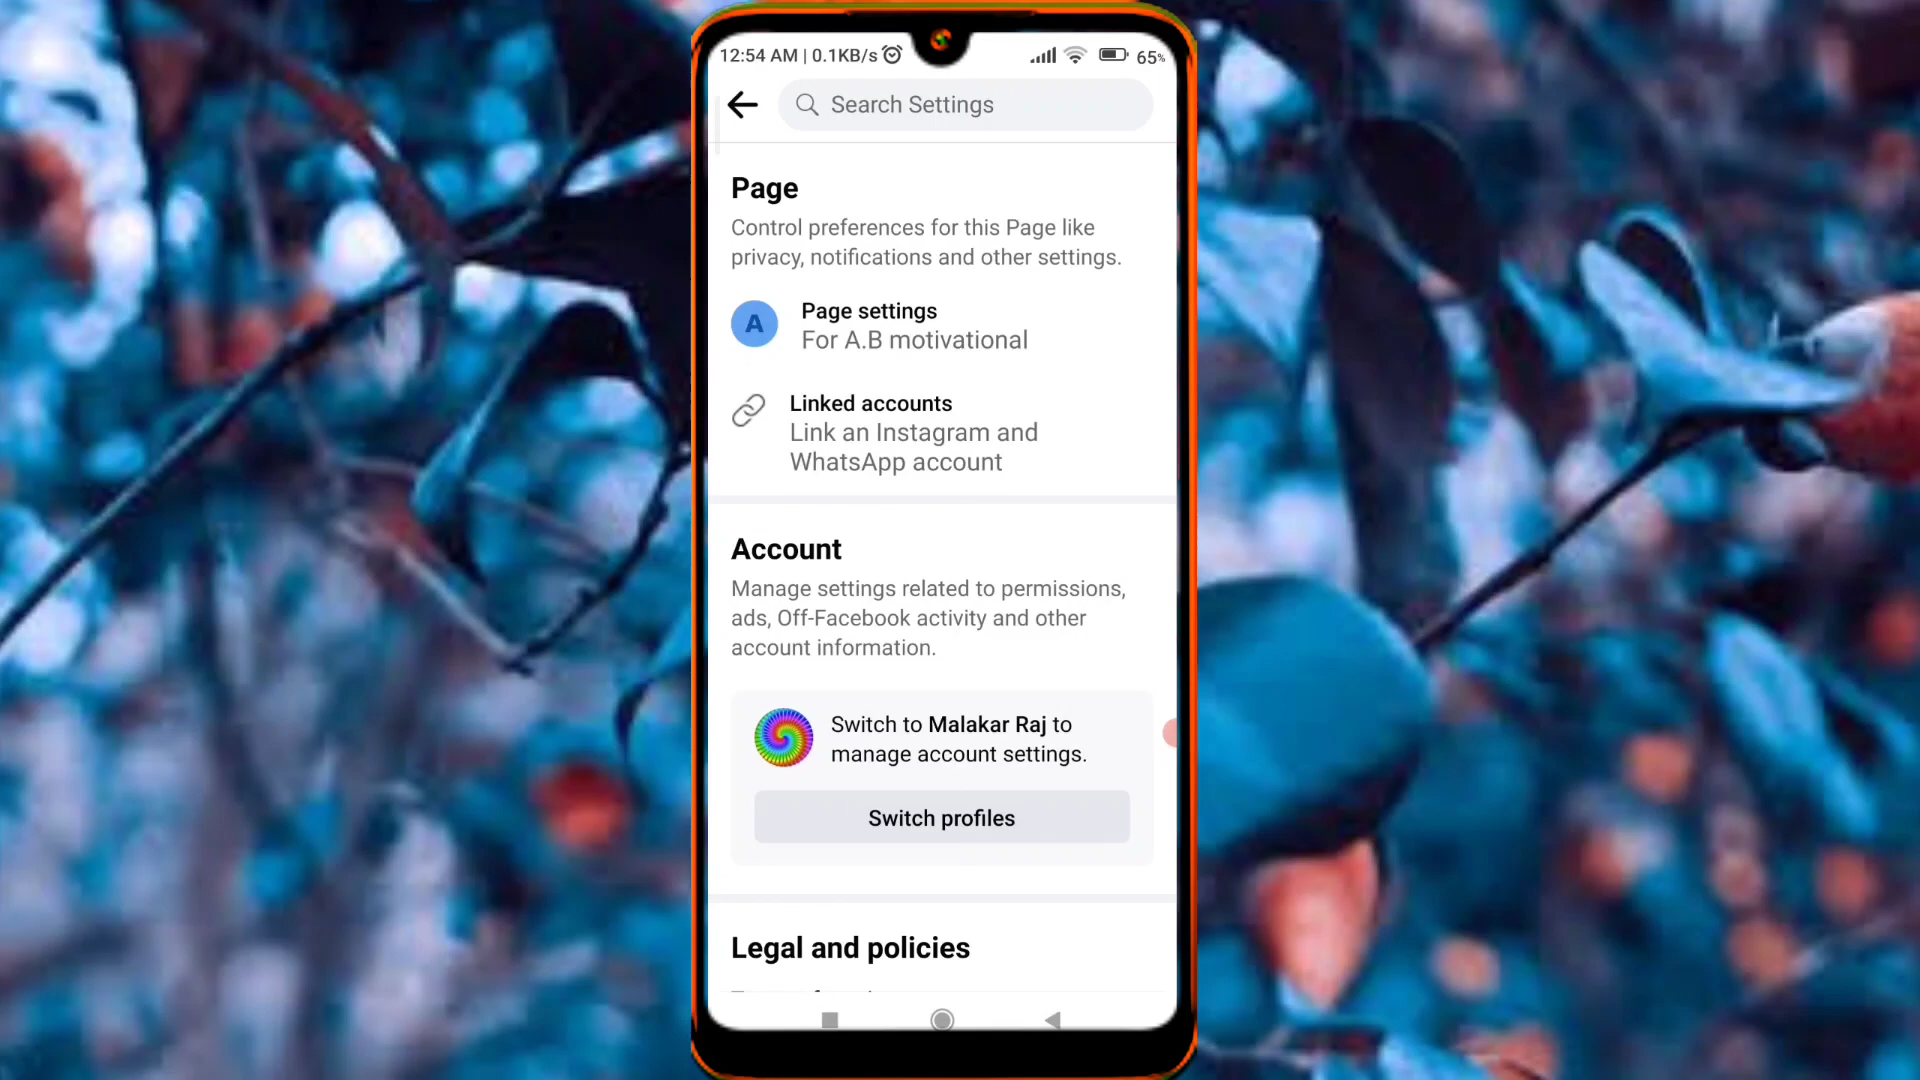 12:54 AM | 0.1KB/s
65%
Search Settings
Page
Control preferences for this Page like
privacy, notifications and other settings.
A
Page settings
For A.B motivational
Linked accounts
Link an Instagram and
WhatsApp account
Account
Manage settings related to permissions,
ads, Off-Facebook activity and other
account information.
Switch to Malakar Raj to
manage account settings.
Switch profiles
Legal and policies